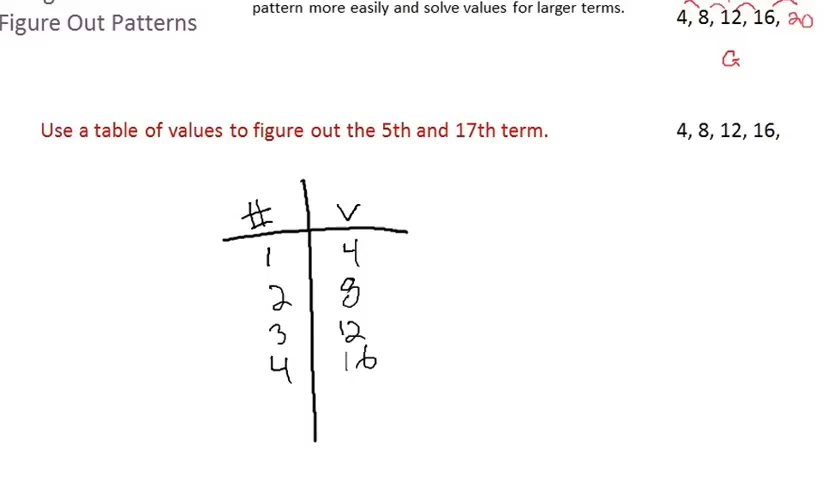 pattern more easily and solve values for larger terms.
Figure Out Patterns
4, 8, 12, 16, 20
G
Use a table of values to figure out the 5th and 17th term.
4, 8, 12, 16,
# V
1 4
2 8
3 12
4 16